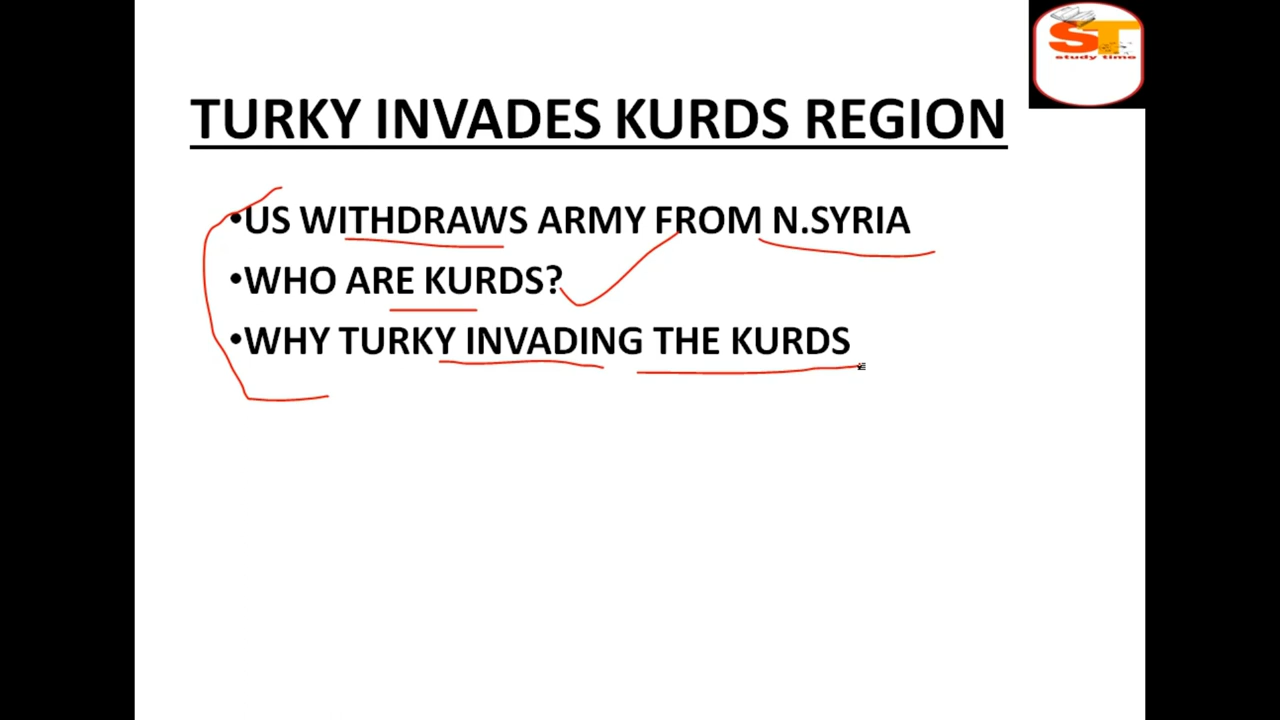 ST
study time
TURKY INVADES KURDS REGION
•US WITHDRAWS ARMY FROM N.SYRIA
•WHO ARE KURDS?
•WHY TURKY INVADING THE KURDS